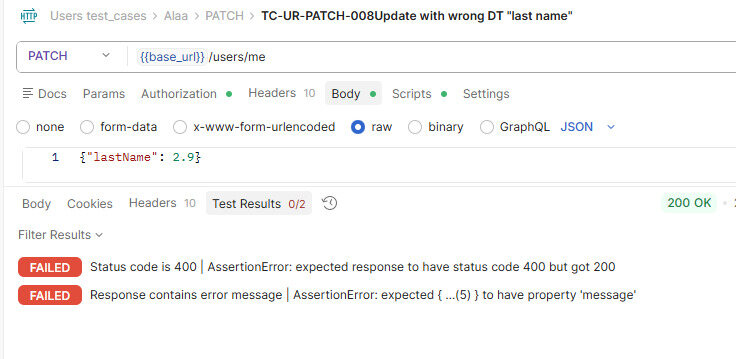 HTTP Users test_cases > Alaa > PATCH > TC-UR-PATCH-008Update with wrong DT "last name"
PATCH {{base_url}} /users/me
Docs Params Authorization Headers 10 Body Scripts Settings
none form-data x-www-form-urlencoded raw binary GraphQL JSON
1 {"lastName": 2.9}
Body Cookies Headers 10 Test Results 0/2 200 OK
Filter Results
FAILED Status code is 400 | AssertionError: expected response to have status code 400 but got 200
FAILED Response contains error message | AssertionError: expected { …(5) } to have property 'message'